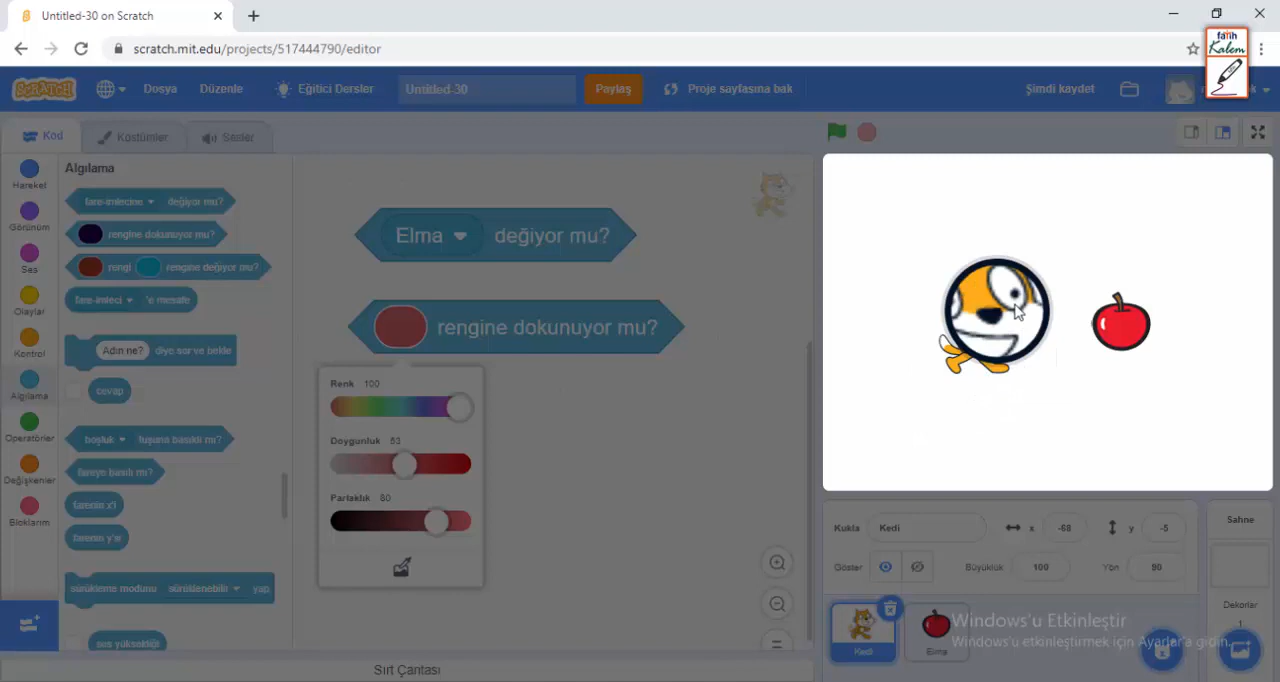 Untitled-30 on Scratch
scratch.mit.edu/projects/517444790/editor
fatih
Kalem
SCRATCH
Dosya
Düzenle
Eğitici Dersler
Untitled-30
Paylaş
Proje sayfasına bak
Şimdi kaydet
Kod
Kostümler
Sesler
Hareket
Görünüm
Ses
Olaylar
Kontrol
Algılama
Operatörler
Değişkenler
Bloklarım
Algılama
fare-imlecine değiyor mu?
rengine dokunuyor mu?
rengi rengine değiyor mu?
fare-imleci 'e mesafe
Adın ne? diye sor ve bekle
cevap
boşluk tuşuna basıldı mı?
fareye basılı mı?
farenin x'i
farenin y'si
sürükleme modunu sürüklenebilir yap
ses yüksekliği
Elma değiyor mu?
rengine dokunuyor mu?
Renk 100
Doygunluk 53
Parlaklık 80
Sırt Çantası
Kukla Kedi x -68 y -5
Göster Büyüklük 100 Yön 90
Kedi
Elma
Sahne
Dekorlar
1
Windows'u Etkinleştir
Windows'u etkinleştirmek için Ayarlar'a gidin.